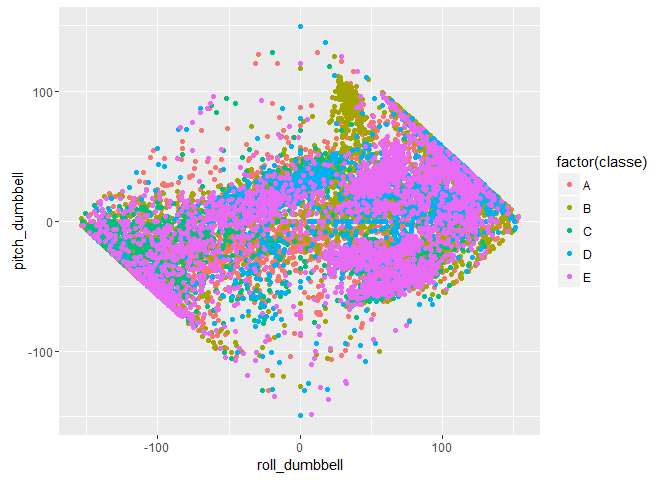 pitch_dumbbell
100
0
-100
-100
0
100
roll_dumbbell
factor(classe)
A
B
C
D
E